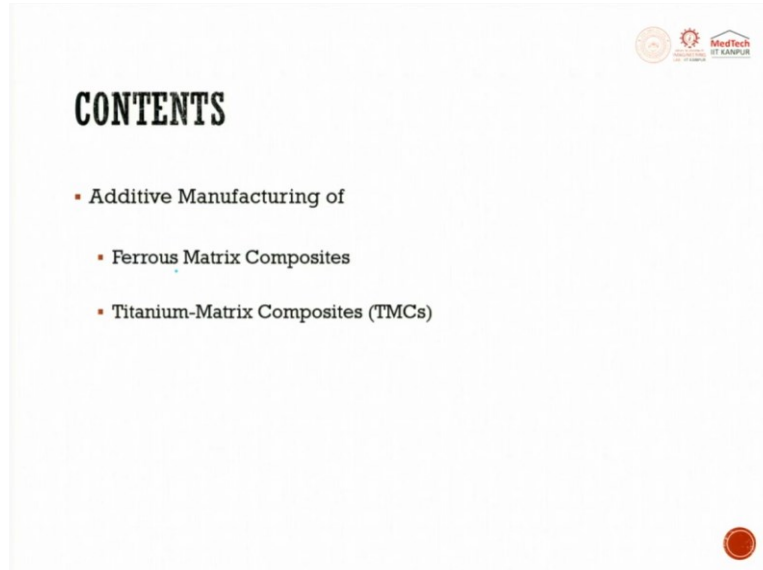 MedTech
IIT KANPUR
CONTENTS
Additive Manufacturing of
Ferrous Matrix Composites
Titanium-Matrix Composites (TMCs)